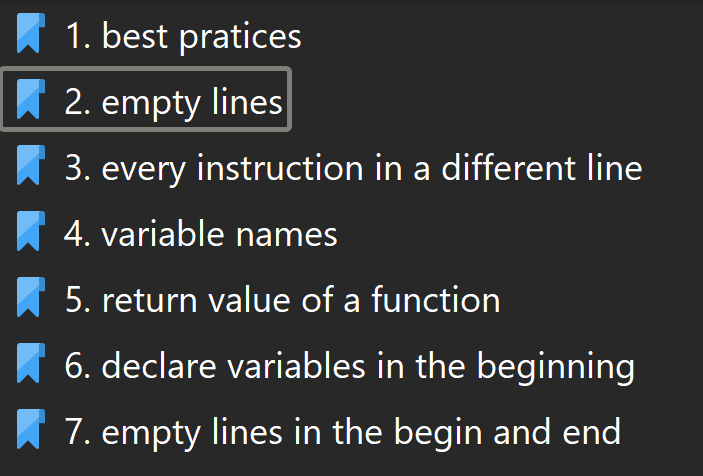 1. best pratices
2. empty lines
3. every instruction in a different line
4. variable names
5. return value of a function
6. declare variables in the beginning
7. empty lines in the begin and end